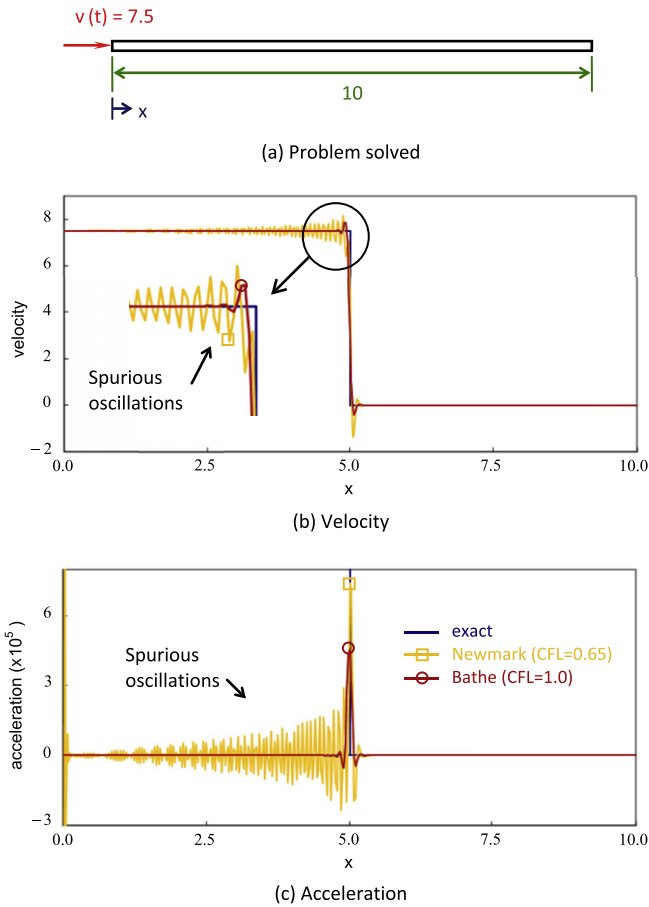 v (t) = 7.5
10
x
(a) Problem solved
8
6
4
2
0
−2
velocity
Spurious
oscillations
0.0 2.5 5.0 7.5 10.0
x
(b) Velocity
6
3
0
−3
acceleration (x10⁵ )
Spurious
oscillations
exact
Newmark (CFL=0.65)
Bathe (CFL=1.0)
0.0 2.5 5.0 7.5 10.0
x
(c) Acceleration